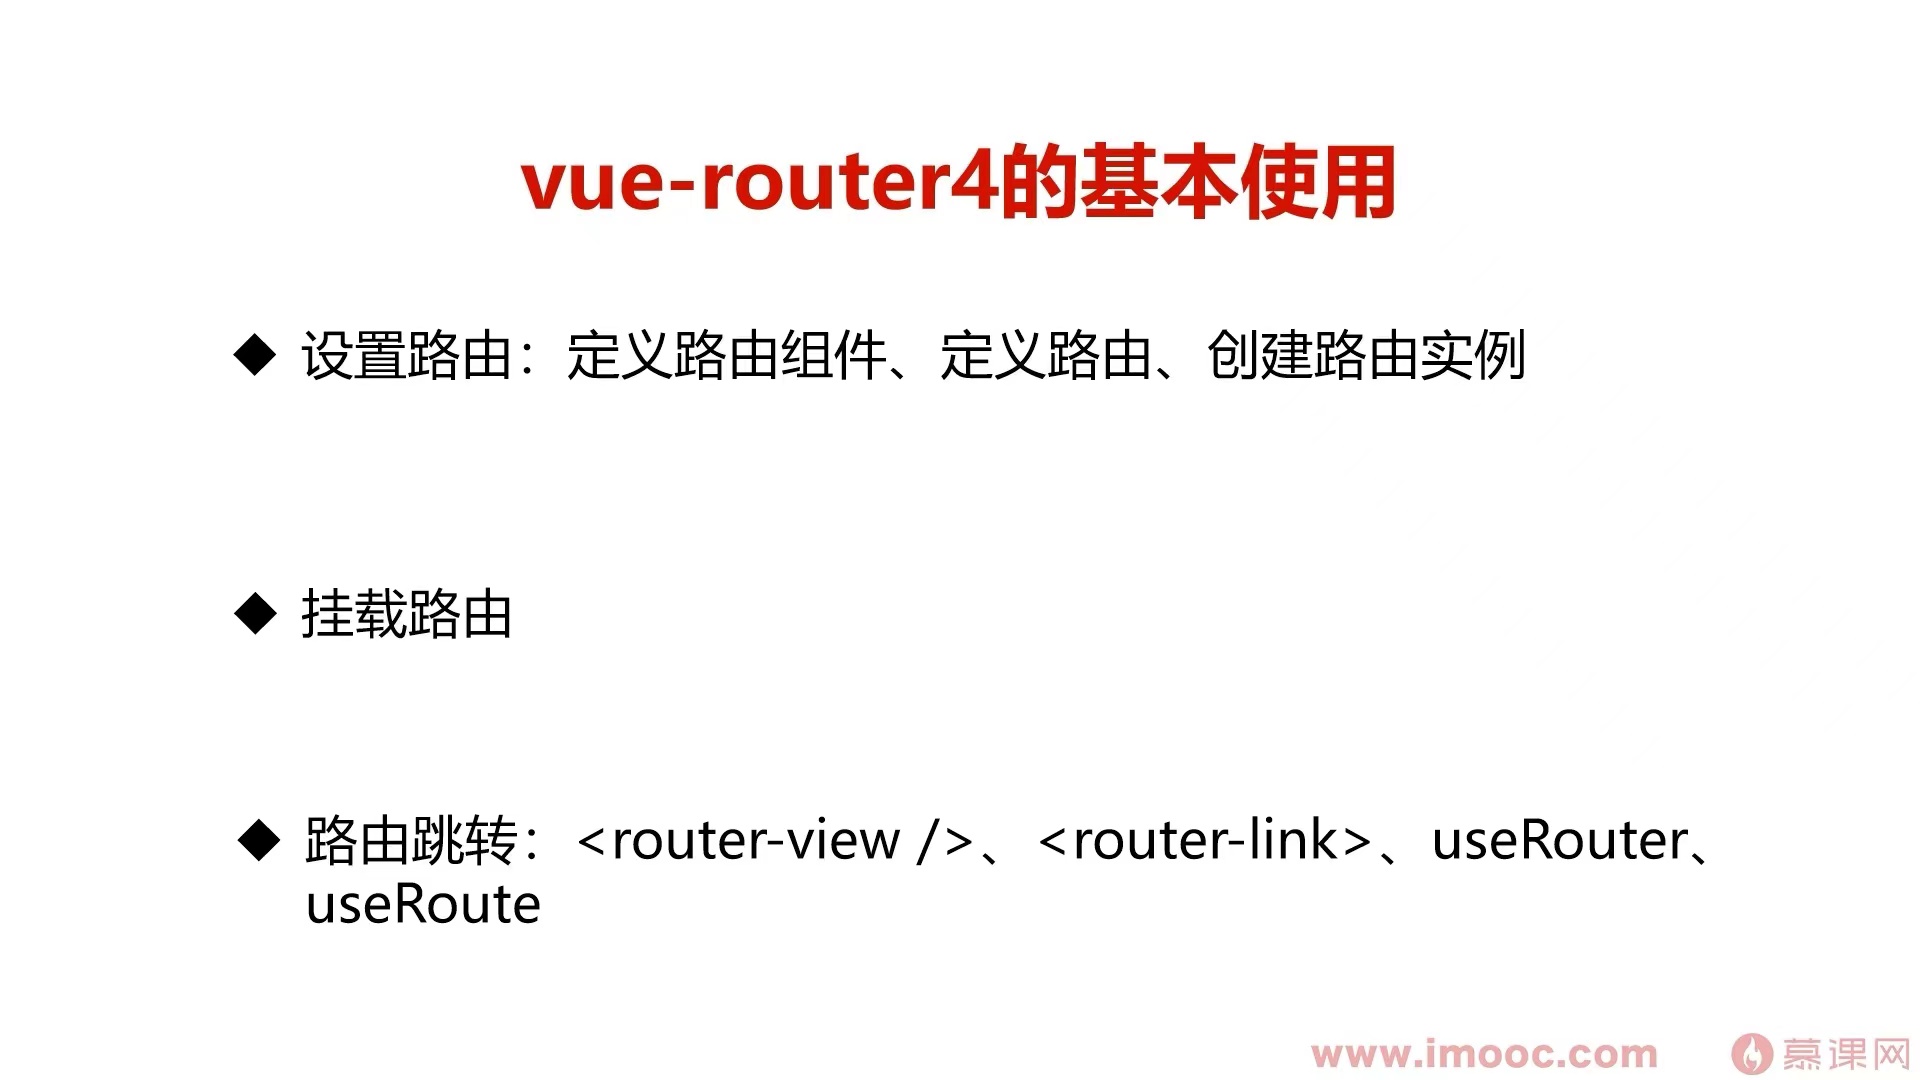 vue-router4的基本使用
◆ 设置路由：定义路由组件、定义路由、创建路由实例
◆ 挂载路由
◆ 路由跳转：<router-view />、<router-link>、useRouter、
useRoute
www.imooc.com 慕课网